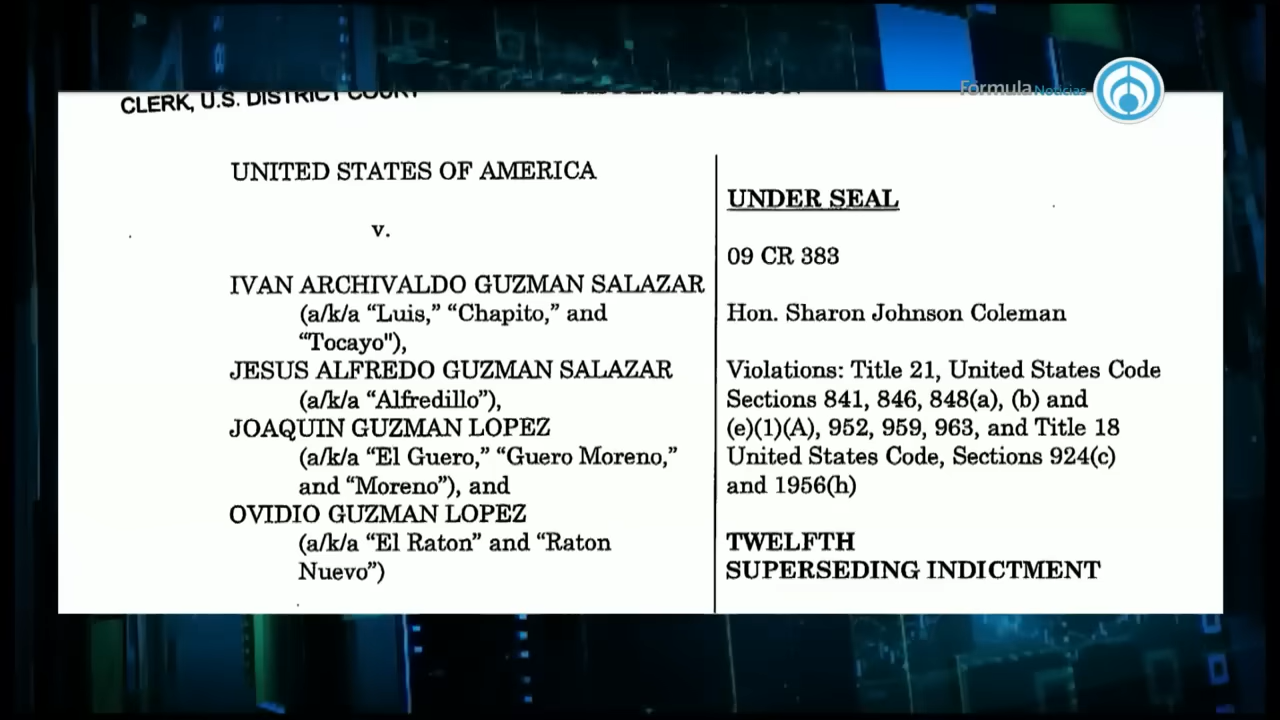 Fórmula Noticias
CLERK, U.S. DISTRICT COURT
UNITED STATES OF AMERICA
v.
IVAN ARCHIVALDO GUZMAN SALAZAR
(a/k/a “Luis,” “Chapito,” and
“Tocayo"),
JESUS ALFREDO GUZMAN SALAZAR
(a/k/a “Alfredillo”),
JOAQUIN GUZMAN LOPEZ
(a/k/a “El Guero,” “Guero Moreno,”
and “Moreno”), and
OVIDIO GUZMAN LOPEZ
(a/k/a “El Raton” and “Raton
Nuevo”)
UNDER SEAL
09 CR 383
Hon. Sharon Johnson Coleman
Violations: Title 21, United States Code
Sections 841, 846, 848(a), (b) and
(e)(1)(A), 952, 959, 963, and Title 18
United States Code, Sections 924(c)
and 1956(h)
TWELFTH
SUPERSEDING INDICTMENT